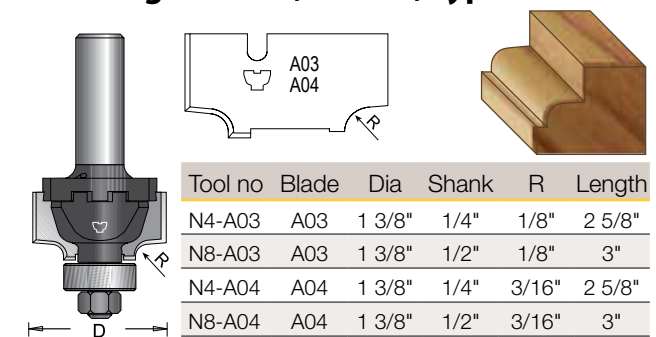 A03
A04
R
Tool no Blade Dia Shank R Length
N4-A03 A03 1 3/8" 1/4" 1/8" 2 5/8"
N8-A03 A03 1 3/8" 1/2" 1/8" 3"
N4-A04 A04 1 3/8" 1/4" 3/16" 2 5/8"
N8-A04 A04 1 3/8" 1/2" 3/16" 3"
R
D